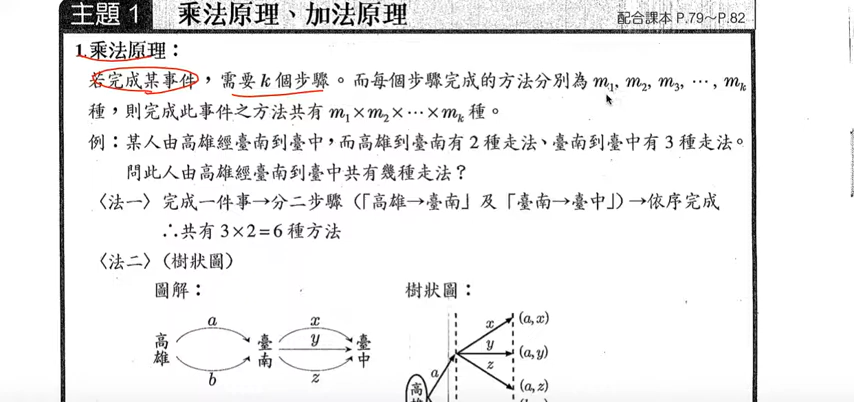 主題 1 乘法原理、加法原理 配合課本 P.79～P.82
1.乘法原理：
若完成某事件，需要 k 個步驟。而每個步驟完成的方法分別為 m₁, m₂, m₃, ⋯, mₖ
種，則完成此事件之方法共有 m₁×m₂×⋯×mₖ 種。
例：某人由高雄經臺南到臺中，而高雄到臺南有 2 種走法、臺南到臺中有 3 種走法。
問此人由高雄經臺南到臺中共有幾種走法？
〈法一〉完成一件事→分二步驟（「高雄→臺南」及「臺南→臺中」）→依序完成
∴共有 3×2=6 種方法
〈法二〉(樹狀圖)
圖解： 樹狀圖：
a x
高雄 臺南 y 臺中
b z
x (a,x)
y (a,y)
z (a,z)
a
高